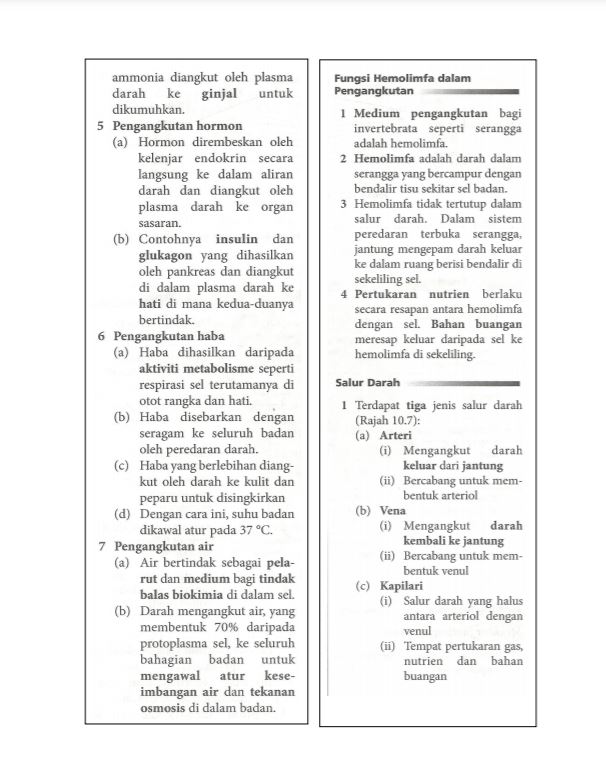 ammonia diangkut oleh plasma
darah ke ginjal untuk
dikumuhkan.
5 Pengangkutan hormon
(a) Hormon dirembeskan oleh
kelenjar endokrin secara
langsung ke dalam aliran
darah dan diangkut oleh
plasma darah ke organ
sasaran.
(b) Contohnya insulin dan
glukagon yang dihasilkan
oleh pankreas dan diangkut
di dalam plasma darah ke
hati di mana kedua-duanya
bertindak.
6 Pengangkutan haba
(a) Haba dihasilkan daripada
aktiviti metabolisme seperti
respirasi sel terutamanya di
otot rangka dan hati.
(b) Haba disebarkan dengan
seragam ke seluruh badan
oleh peredaran darah.
(c) Haba yang berlebihan diang-
kut oleh darah ke kulit dan
peparu untuk disingkirkan
(d) Dengan cara ini, suhu badan
dikawal atur pada 37 °C.
7 Pengangkutan air
(a) Air bertindak sebagai pela-
rut dan medium bagi tindak
balas biokimia di dalam sel.
(b) Darah mengangkut air, yang
membentuk 70% daripada
protoplasma sel, ke seluruh
bahagian badan untuk
mengawal atur kese-
imbangan air dan tekanan
osmosis di dalam badan.
Fungsi Hemolimfa dalam
Pengangkutan
1 Medium pengangkutan bagi
invertebrata seperti serangga
adalah hemolimfa.
2 Hemolimfa adalah darah dalam
serangga yang bercampur dengan
bendalir tisu sekitar sel badan.
3 Hemolimfa tidak tertutup dalam
salur darah. Dalam sistem
peredaran terbuka serangga,
jantung mengepam darah keluar
ke dalam ruang berisi bendalir di
sekeliling sel.
4 Pertukaran nutrien berlaku
secara resapan antara hemolimfa
dengan sel. Bahan buangan
meresap keluar daripada sel ke
hemolimfa di sekeliling.
Salur Darah
1 Terdapat tiga jenis salur darah
(Rajah 10.7):
(a) Arteri
(i) Mengangkut darah
keluar dari jantung
(ii) Bercabang untuk mem-
bentuk arteriol
(b) Vena
(i) Mengangkut darah
kembali ke jantung
(ii) Bercabang untuk mem-
bentuk venul
(c) Kapilari
(i) Salur darah yang halus
antara arteriol dengan
venul
(ii) Tempat pertukaran gas,
nutrien dan bahan
buangan